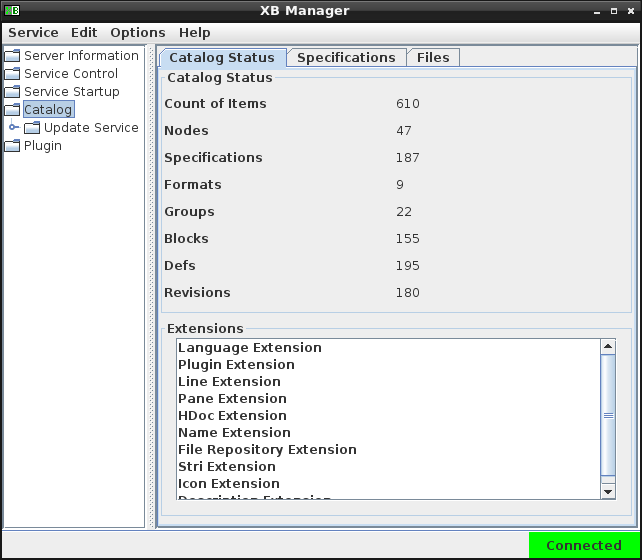 XB Manager
Service Edit Options Help
Server Information
Service Control
Service Startup
Catalog
Update Service
Plugin
Catalog Status Specifications Files
Catalog Status
Count of Items 610
Nodes 47
Specifications 187
Formats 9
Groups 22
Blocks 155
Defs 195
Revisions 180
Extensions
Language Extension
Plugin Extension
Line Extension
Pane Extension
HDoc Extension
Name Extension
File Repository Extension
Stri Extension
Icon Extension
Description Extension
Connected